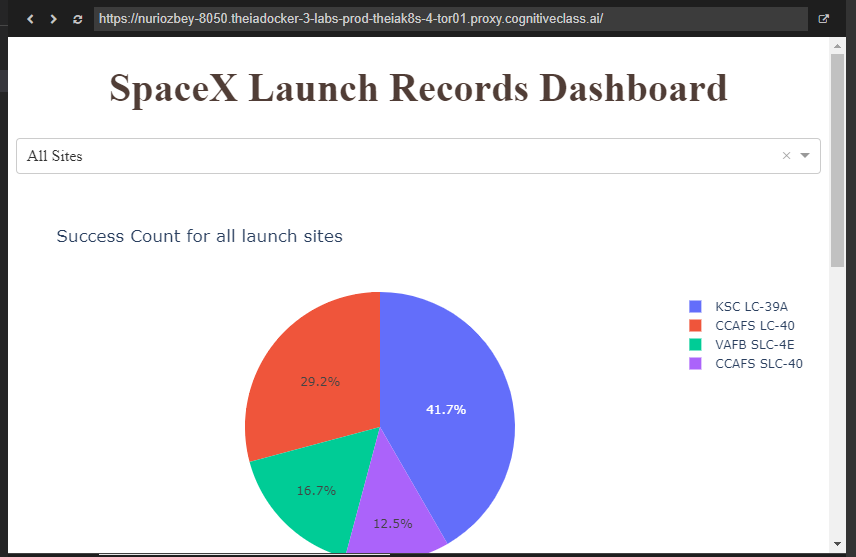 https://nuriozbey-8050.theiadocker-3-labs-prod-theiak8s-4-tor01.proxy.cognitiveclass.ai/
SpaceX Launch Records Dashboard
All Sites
Success Count for all launch sites
KSC LC-39A
CCAFS LC-40
VAFB SLC-4E
CCAFS SLC-40
29.2%
41.7%
16.7%
12.5%